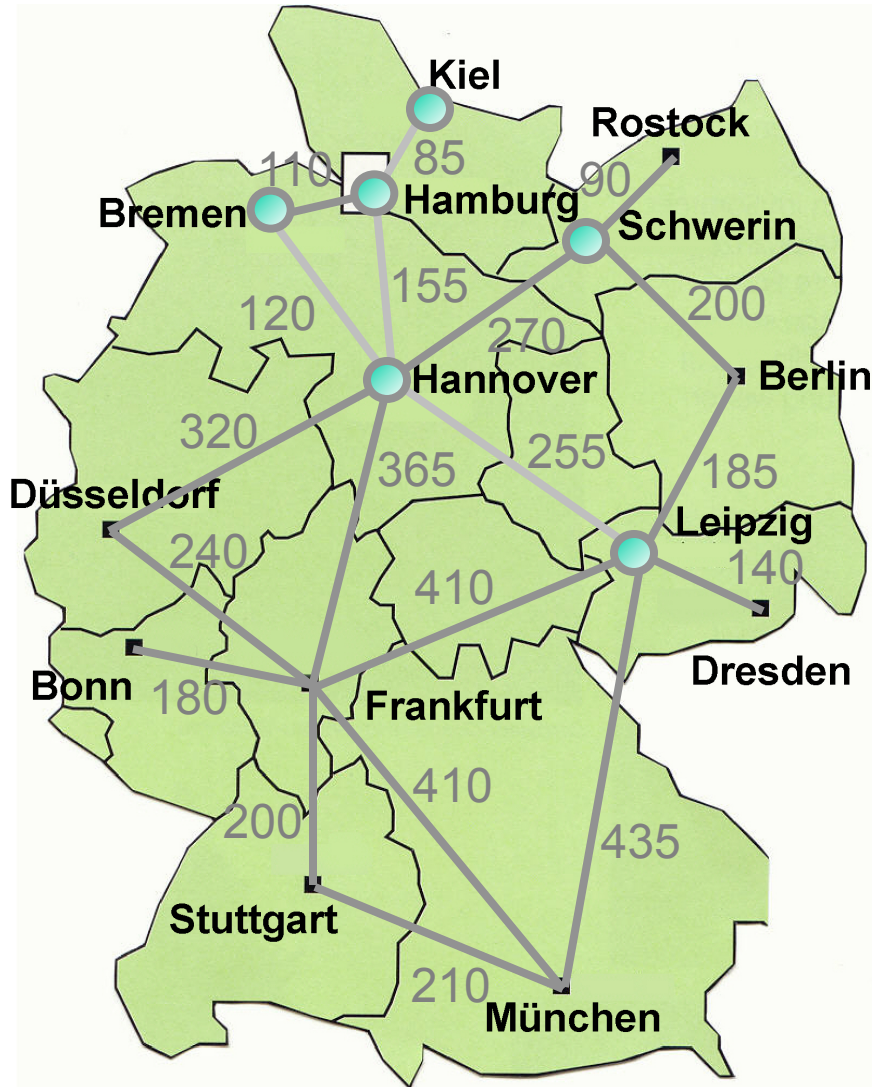 Kiel
Rostock
110
85
90
Bremen
Hamburg
Schwerin
155
200
120
270
Hannover
Berlin
320
365
255
185
Düsseldorf
Leipzig
240
410
140
Bonn
180
Frankfurt
Dresden
410
200
435
Stuttgart
210
München